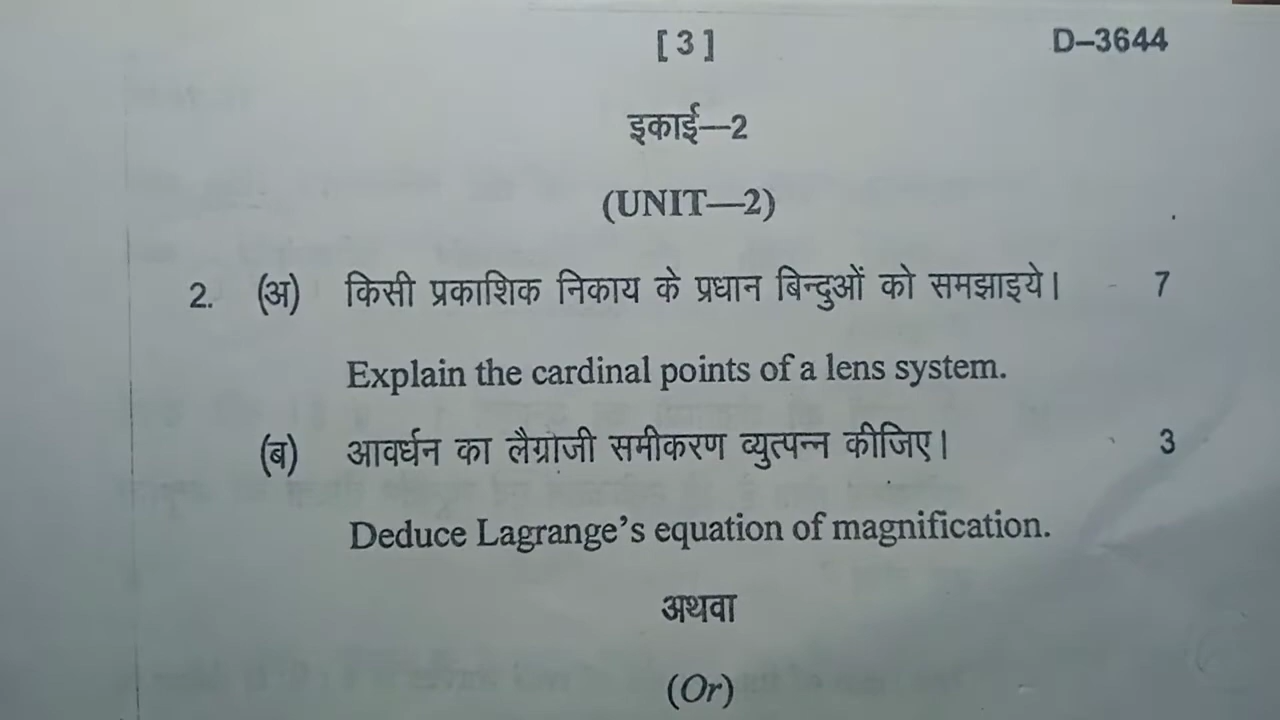 [ 3 ] D–3644
इकाई—2
(UNIT—2)
2. (अ) किसी प्रकाशिक निकाय के प्रधान बिन्दुओं को समझाइये। 7
Explain the cardinal points of a lens system.
(ब) आवर्धन का लैग्रांजी समीकरण व्युत्पन्न कीजिए। 3
Deduce Lagrange’s equation of magnification.
अथवा
(Or)